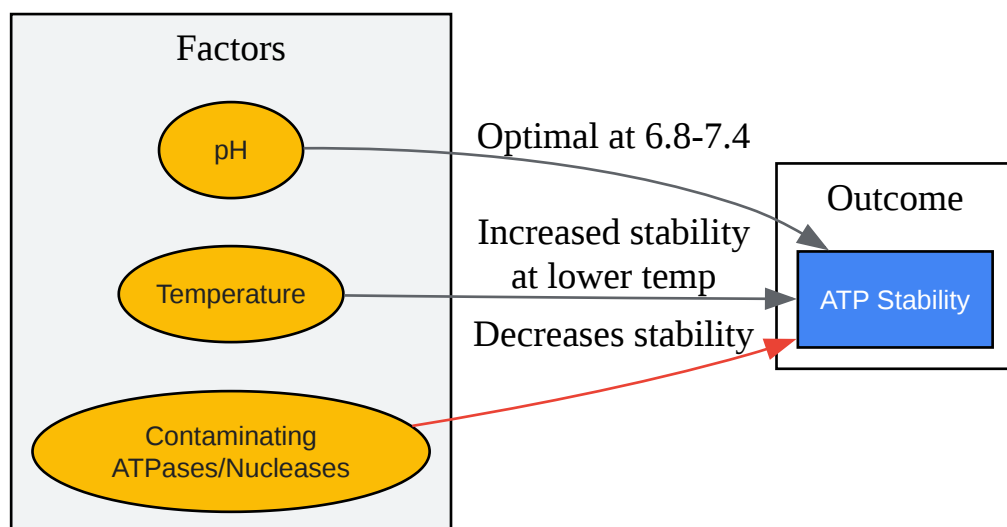 Factors
pH
Optimal at 6.8-7.4
Outcome
Increased stability
at lower temp
Temperature
ATP Stability
Decreases stability
Contaminating
ATPases/Nucleases